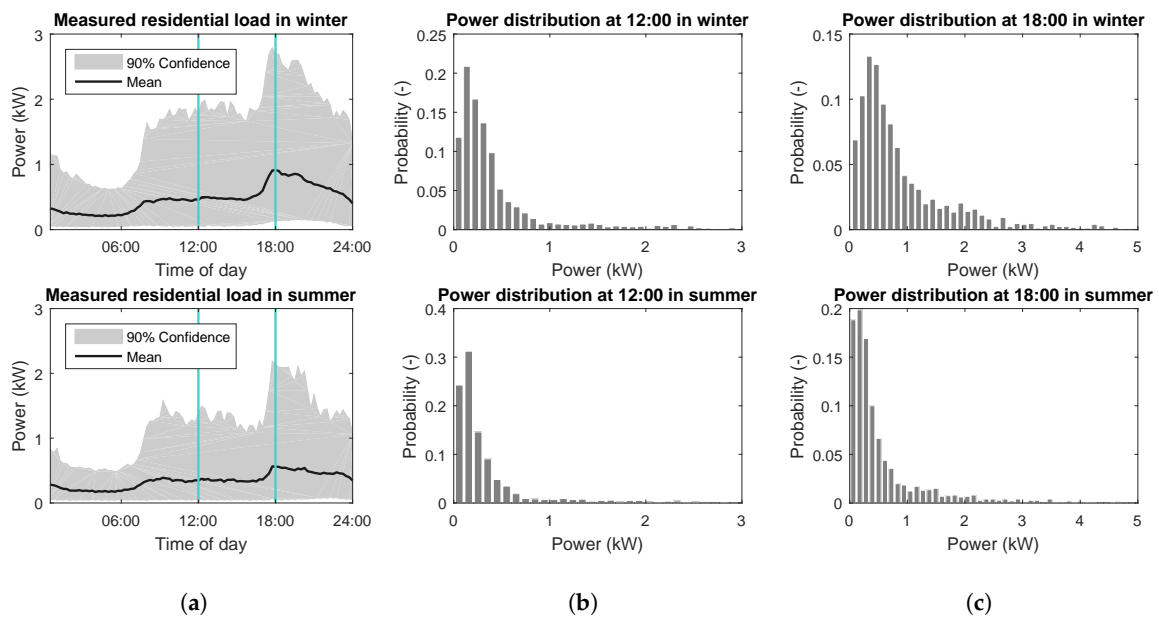 Measured residential load in winter
3
2
1
0
Power (kW)
90% Confidence
Mean
06:00 12:00 18:00 24:00
Time of day
Power distribution at 12:00 in winter
0.25
0.2
0.15
0.1
0.05
0
Probability (-)
0 1 2 3
Power (kW)
Power distribution at 18:00 in winter
0.15
0.1
0.05
0
Probability (-)
0 1 2 3 4 5
Power (kW)
Measured residential load in summer
3
2
1
0
Power (kW)
90% Confidence
Mean
06:00 12:00 18:00 24:00
Time of day
Power distribution at 12:00 in summer
0.4
0.3
0.2
0.1
0
Probability (-)
0 1 2 3
Power (kW)
Power distribution at 18:00 in summer
0.2
0.15
0.1
0.05
0
Probability (-)
0 1 2 3 4 5
Power (kW)
(a) (b) (c)